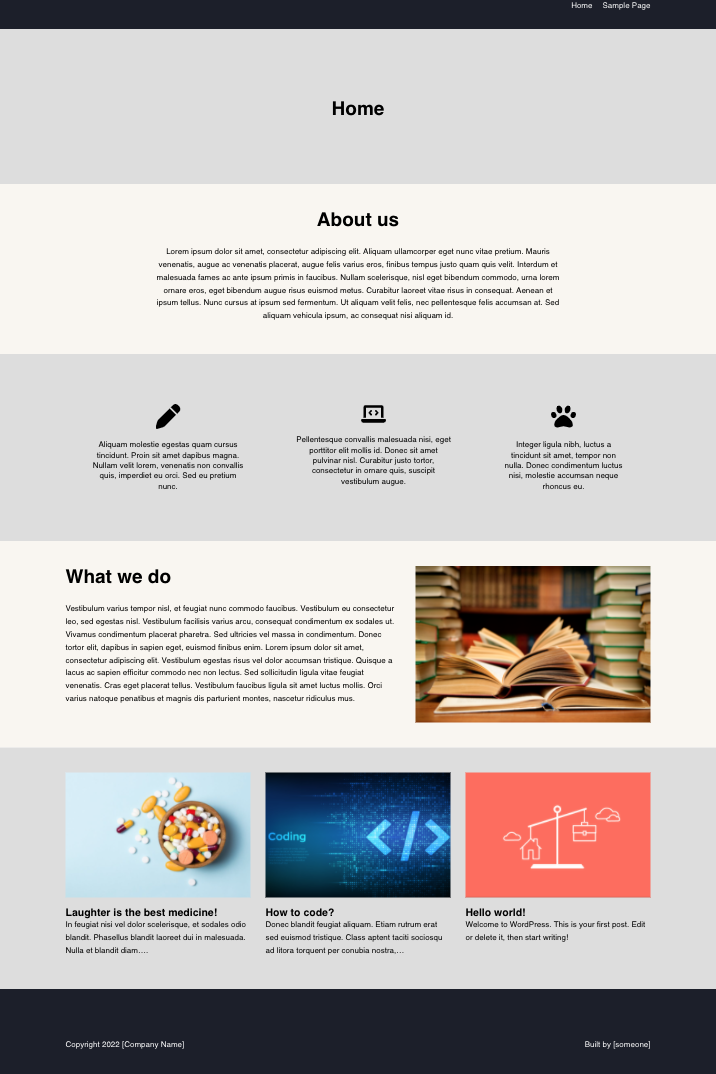 Home Sample Page
Home
About us
Lorem ipsum dolor sit amet, consectetur adipiscing elit. Aliquam ullamcorper eget nunc vitae pretium. Mauris
venenatis, augue ac venenatis placerat, augue felis varius eros, finibus tempus justo quam quis velit. Interdum et
malesuada fames ac ante ipsum primis in faucibus. Nullam scelerisque, nisl eget bibendum commodo, urna lorem
ornare eros, eget bibendum augue risus euismod metus. Curabitur laoreet vitae risus in consequat. Aenean et
ipsum tellus. Nunc cursus at ipsum sed fermentum. Ut aliquam velit felis, nec pellentesque felis accumsan at. Sed
aliquam vehicula ipsum, ac consequat nisi aliquam id.
Aliquam molestie egestas quam cursus
tincidunt. Proin sit amet dapibus magna.
Nullam velit lorem, venenatis non convallis
quis, imperdiet eu orci. Sed eu pretium
nunc.
Pellentesque convallis malesuada nisi, eget
porttitor elit mollis id. Donec sit amet
pulvinar nisl. Curabitur justo tortor,
consectetur in ornare quis, suscipit
vestibulum augue.
Integer ligula nibh, luctus a
tincidunt sit amet, tempor non
nulla. Donec condimentum luctus
nisi, molestie accumsan neque
rhoncus eu.
What we do
Vestibulum varius tempor nisl, et feugiat nunc commodo faucibus. Vestibulum eu consectetur
leo, sed egestas nisl. Vestibulum facilisis varius arcu, consequat condimentum ex sodales ut.
Vivamus condimentum placerat pharetra. Sed ultricies vel massa in condimentum. Donec
tortor elit, dapibus in sapien eget, euismod finibus enim. Lorem ipsum dolor sit amet,
consectetur adipiscing elit. Vestibulum egestas risus vel dolor accumsan tristique. Quisque a
lacus ac sapien efficitur commodo nec non lectus. Sed sollicitudin ligula vitae feugiat
venenatis. Cras eget placerat tellus. Vestibulum faucibus ligula sit amet luctus mollis. Orci
varius natoque penatibus et magnis dis parturient montes, nascetur ridiculus mus.
Coding
Laughter is the best medicine!
In feugiat nisi vel dolor scelerisque, et sodales odio
blandit. Phasellus blandit laoreet dui in malesuada.
Nulla et blandit diam….
How to code?
Donec blandit feugiat aliquam. Etiam rutrum erat
sed euismod tristique. Class aptent taciti sociosqu
ad litora torquent per conubia nostra,…
Hello world!
Welcome to WordPress. This is your first post. Edit
or delete it, then start writing!
Copyright 2022 [Company Name]
Built by [someone]